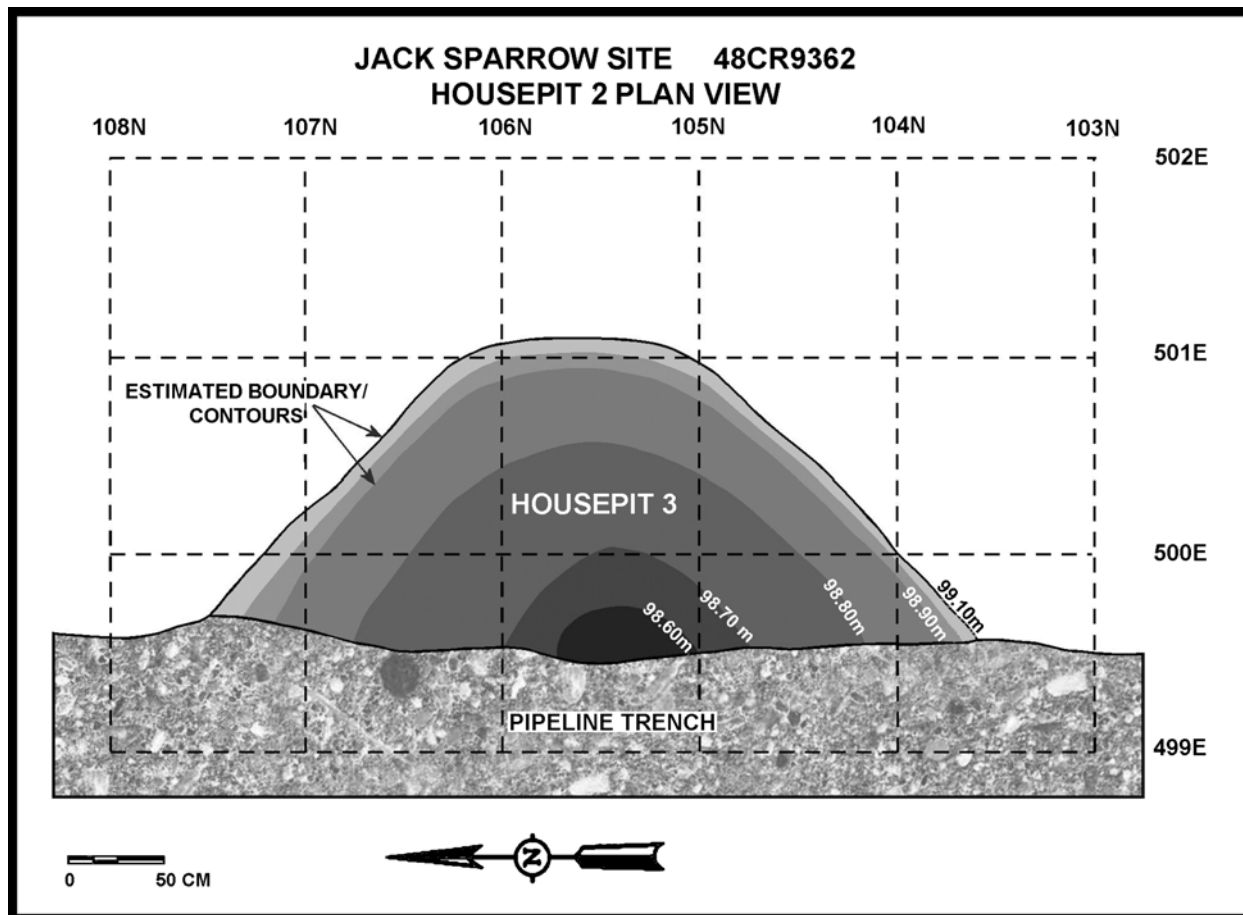 JACK SPARROW SITE 48CR9362
HOUSEPIT 2 PLAN VIEW
108N 107N 106N 105N 104N 103N
502E
501E
ESTIMATED BOUNDARY/
CONTOURS
HOUSEPIT 3
500E
98.60m
98.70 m
98.80m
98.90m
99.10m
PIPELINE TRENCH
499E
N
0 50 CM